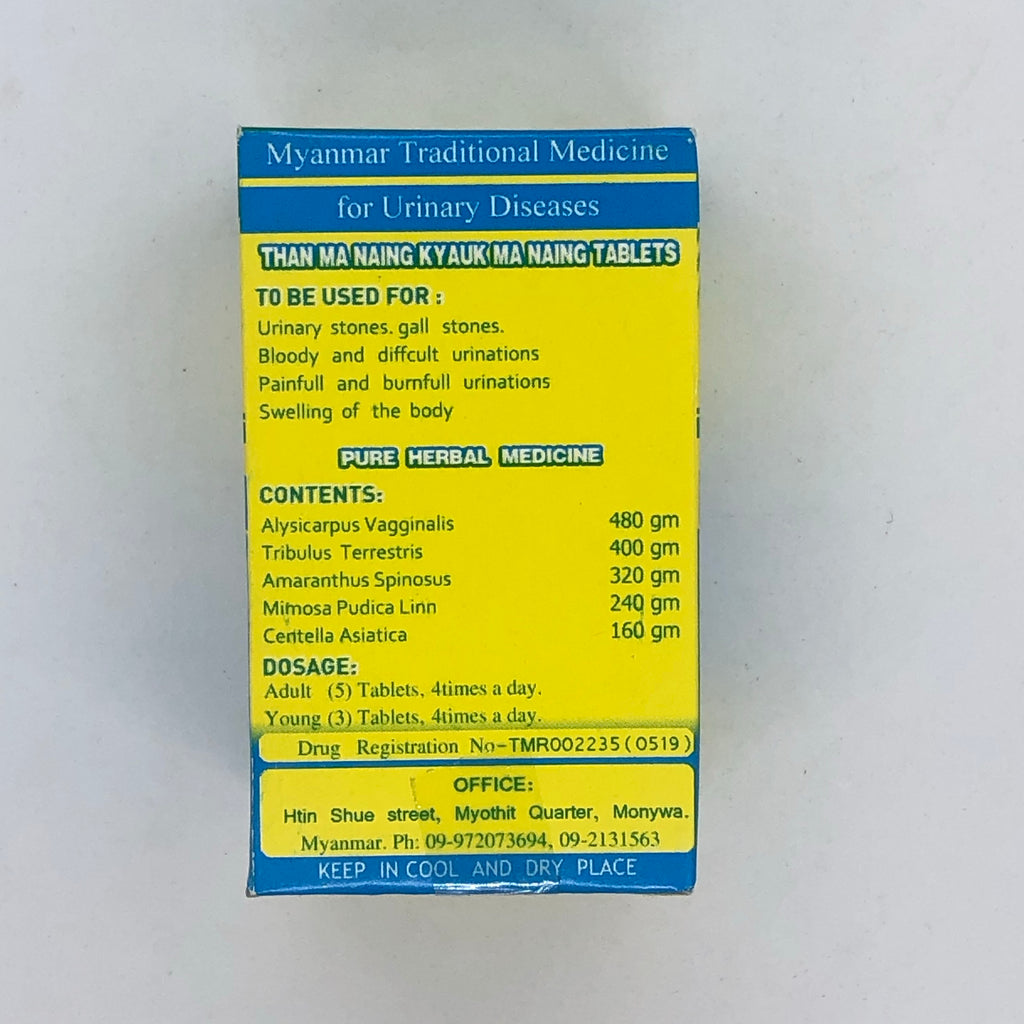 Myanmar Traditional Medicine
for Urinary Diseases
THAN MA NAING KYAUK MA NAING TABLETS
TO BE USED FOR :
Urinary stones. gall stones.
Bloody and diffcult urinations
Painfull and burnfull urinations
Swelling of the body
PURE HERBAL MEDICINE
CONTENTS:
Alysicarpus Vagginalis 480 gm
Tribulus Terrestris 400 gm
Amaranthus Spinosus 320 gm
Mimosa Pudica Linn 240 gm
Centella Asiatica 160 gm
DOSAGE:
Adult (5) Tablets, 4times a day.
Young (3) Tablets, 4times a day.
Drug Registration No-TMR002235 (0519)
OFFICE:
Htin Shue street, Myothit Quarter, Monywa.
Myanmar. Ph: 09-972073694, 09-2131563
KEEP IN COOL AND DRY PLACE